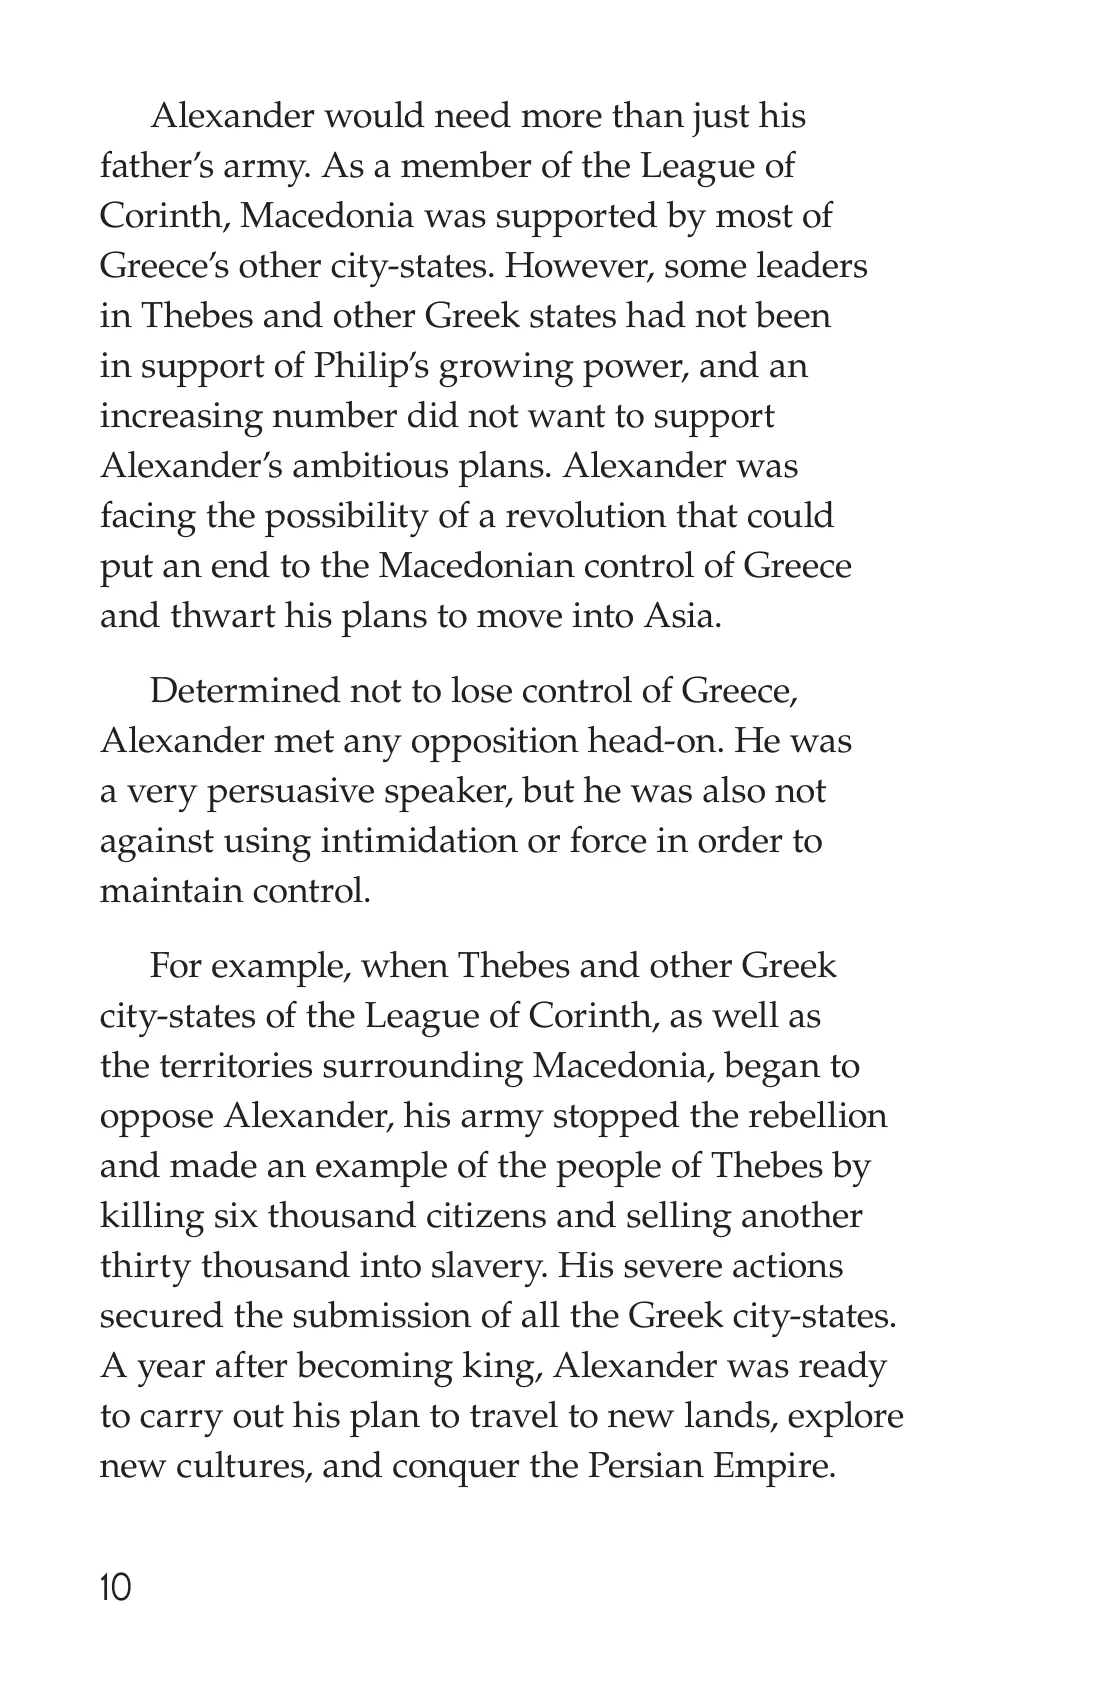 Alexander would need more than just his
father’s army. As a member of the League of
Corinth, Macedonia was supported by most of
Greece’s other city-states. However, some leaders
in Thebes and other Greek states had not been
in support of Philip’s growing power, and an
increasing number did not want to support
Alexander’s ambitious plans. Alexander was
facing the possibility of a revolution that could
put an end to the Macedonian control of Greece
and thwart his plans to move into Asia.
Determined not to lose control of Greece,
Alexander met any opposition head-on. He was
a very persuasive speaker, but he was also not
against using intimidation or force in order to
maintain control.
For example, when Thebes and other Greek
city-states of the League of Corinth, as well as
the territories surrounding Macedonia, began to
oppose Alexander, his army stopped the rebellion
and made an example of the people of Thebes by
killing six thousand citizens and selling another
thirty thousand into slavery. His severe actions
secured the submission of all the Greek city-states.
A year after becoming king, Alexander was ready
to carry out his plan to travel to new lands, explore
new cultures, and conquer the Persian Empire.
10